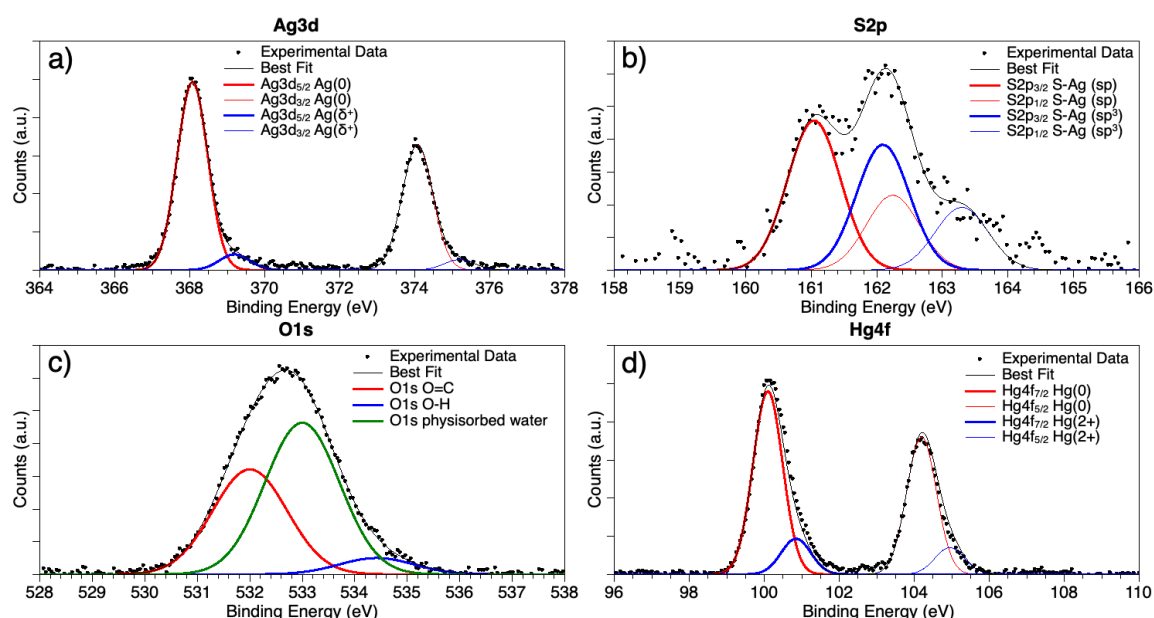 Ag3d
a)
Experimental Data
Best Fit
Ag3d5/2 Ag(0)
Ag3d3/2 Ag(0)
Ag3d5/2 Ag(δ+)
Ag3d3/2 Ag(δ+)
Counts (a.u.)
364 366 368 370 372 374 376 378
Binding Energy (eV)
S2p
b)
Experimental Data
Best Fit
S2p3/2 S-Ag (sp)
S2p1/2 S-Ag (sp)
S2p3/2 S-Ag (sp3)
S2p1/2 S-Ag (sp3)
Counts (a.u.)
158 159 160 161 162 163 164 165 166
Binding Energy (eV)
O1s
c)
Experimental Data
Best Fit
O1s O=C
O1s O-H
O1s physisorbed water
Counts (a.u.)
528 529 530 531 532 533 534 535 536 537 538
Binding Energy (eV)
Hg4f
d)
Experimental Data
Best Fit
Hg4f7/2 Hg(0)
Hg4f5/2 Hg(0)
Hg4f7/2 Hg(2+)
Hg4f5/2 Hg(2+)
Counts (a.u.)
96 98 100 102 104 106 108 110
Binding Energy (eV)